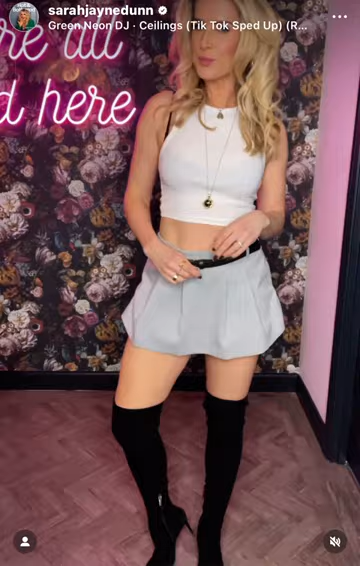 sarahjaynedunn
Green Neon DJ · Ceilings (Tik Tok Sped Up) (R...
re all
d here